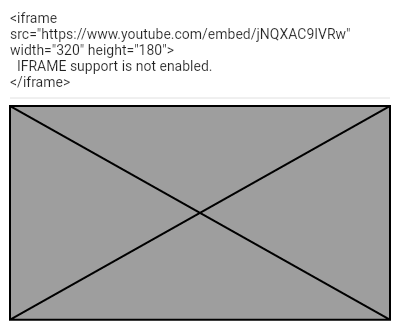 <iframe
src="https://www.youtube.com/embed/jNQXAC9IVRw"
width="320" height="180">
IFRAME support is not enabled.
</iframe>